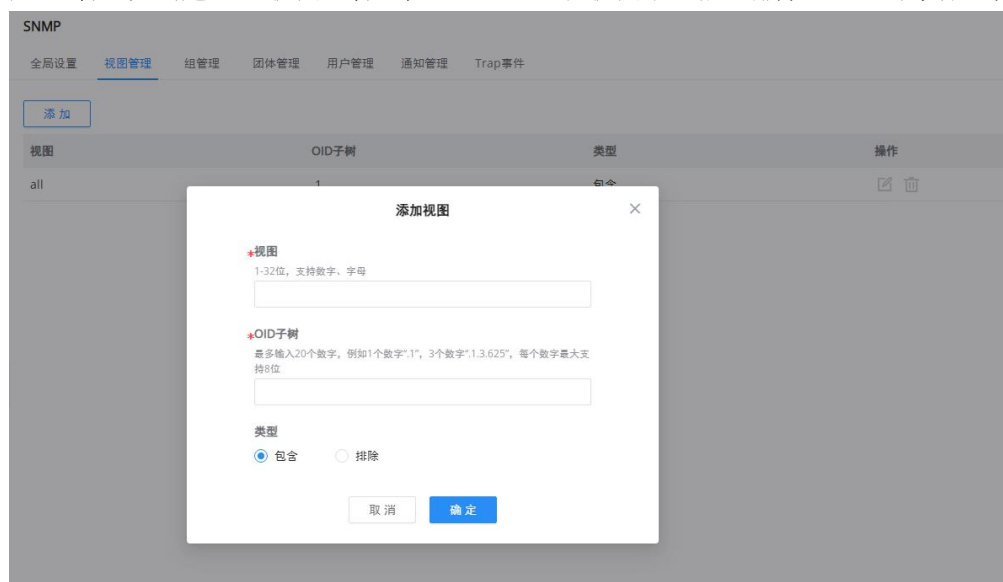 SNMP
全局设置 视图管理 组管理 团体管理 用户管理 通知管理 Trap事件
添 加
视图 OID子树 类型 操作
all .1 包含
添加视图
*视图
1-32位，支持数字、字母
*OID子树
最多输入20个数字，例如1个数字".1"，3个数字".1.3.625"，每个数字最大支
持8位
类型
包含 排除
取 消 确 定